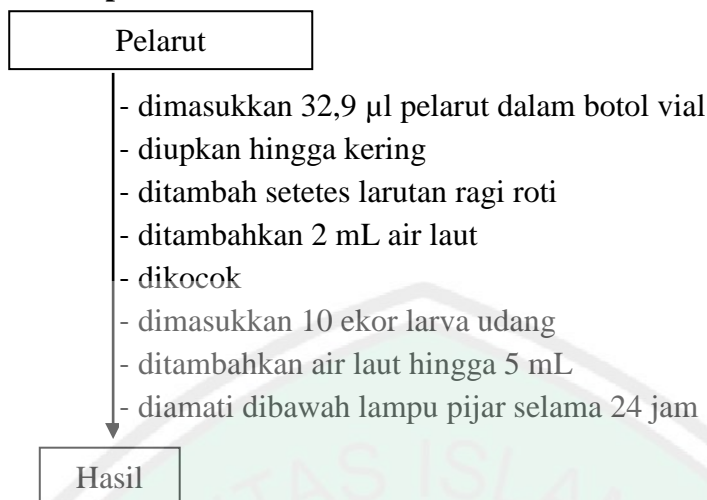 Pelarut
- dimasukkan 32,9 µl pelarut dalam botol vial
- diupkan hingga kering
- ditambah setetes larutan ragi roti
- ditambahkan 2 mL air laut
- dikocok
- dimasukkan 10 ekor larva udang
- ditambahkan air laut hingga 5 mL
- diamati dibawah lampu pijar selama 24 jam
Hasil
TAS ISLA